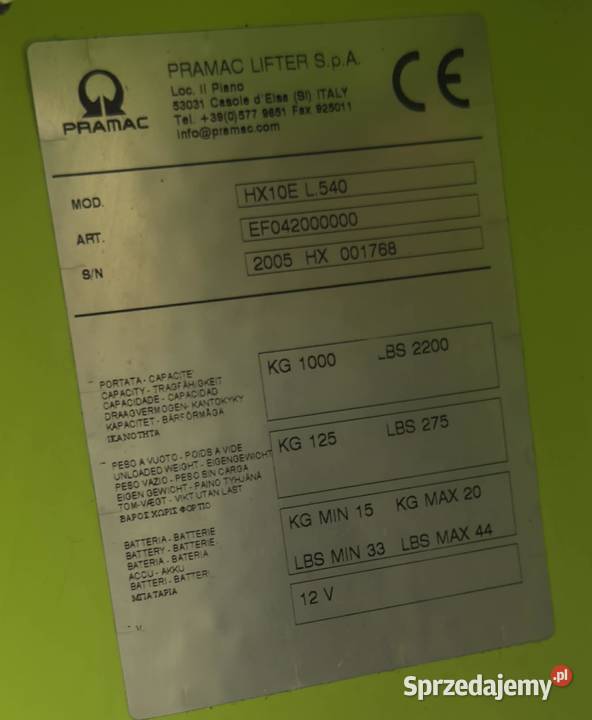 PRAMAC
PRAMAC LIFTER S.p.A.
Loc. Il Piano
53031 Casole d'Elsa (SI) ITALY
Tel. +39(0)577 9651 Fax 925011
info@pramac.com
CE
MOD. HX10E L.540
ART. EF042000000
S/N 2005 HX 001768
PORTATA - CAPACITE'
CAPACITY - TRAGFÄHIGKEIT
CAPACIDADE - CAPACIDAD
DRAAGVERMOGEN - KANTOKYKY
KAPACITET - BÄRFÖRMÅGA
ΙΚΑΝΟΤΗΤΑ
KG 1000 LBS 2200
PESO A VUOTO - POIDS A VIDE
UNLOADED WEIGHT - EIGENGEWICHT
PESO VAZIO - PESO SIN CARGA
EIGEN GEWICHT - PAINO TYHJÄNÄ
TOM-VÆGT - VIKT UTAN LAST
ΒΑΡΟΣ ΧΩΡΙΣ ΦΟΡΤΙΟ
KG 125 LBS 275
BATTERIA - BATTERIE
BATTERY - BATTERIE
BATERIA - BATERIA
ACCU - AKKU
BATTERI - BATTERI
ΜΠΑΤΑΡΙΑ
KG MIN 15 KG MAX 20
LBS MIN 33 LBS MAX 44
V. 12 V
Sprzedajemy.pl